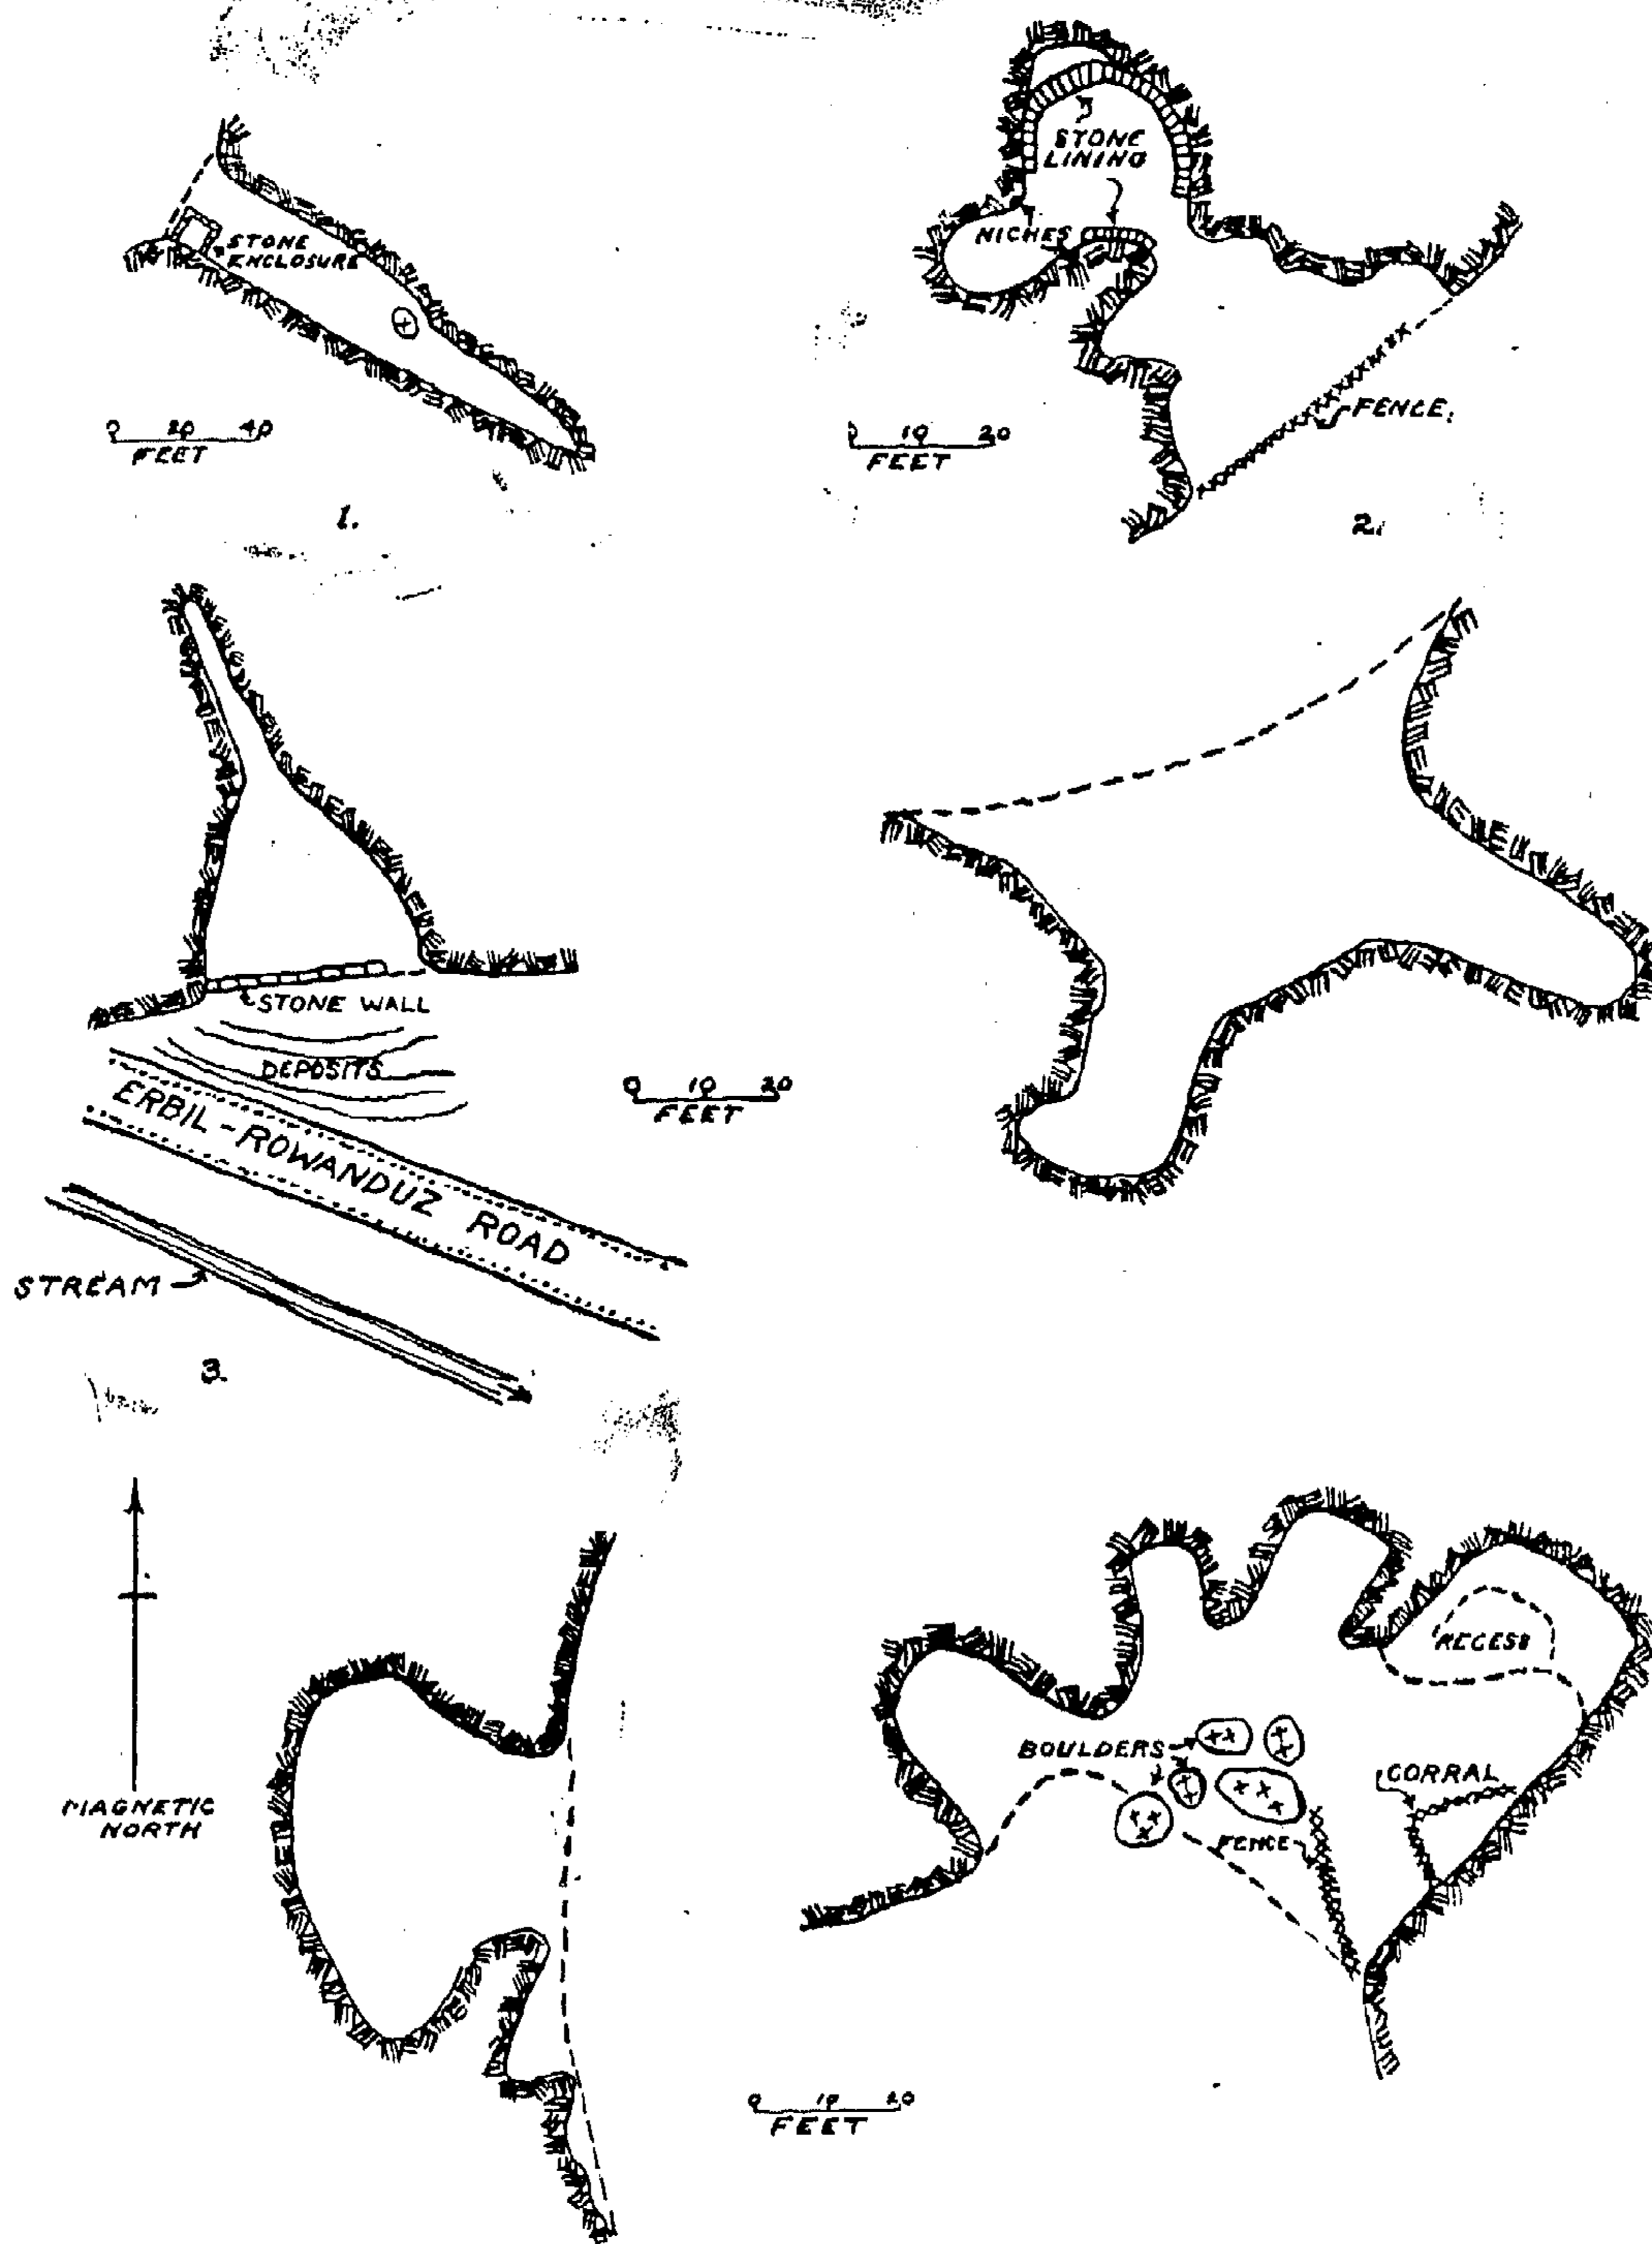 STONE
ENCLOSURE
0 20 40
FEET
1.
STONE
LINING
NICHES
FENCE
0 10 20
FEET
2.
STONE WALL
DEPOSITS
ERBIL-ROWANDUZ ROAD
STREAM
0 10 20
FEET
3.
MAGNETIC
NORTH
RECESS
BOULDERS
CORRAL
FENCE
0 10 20
FEET